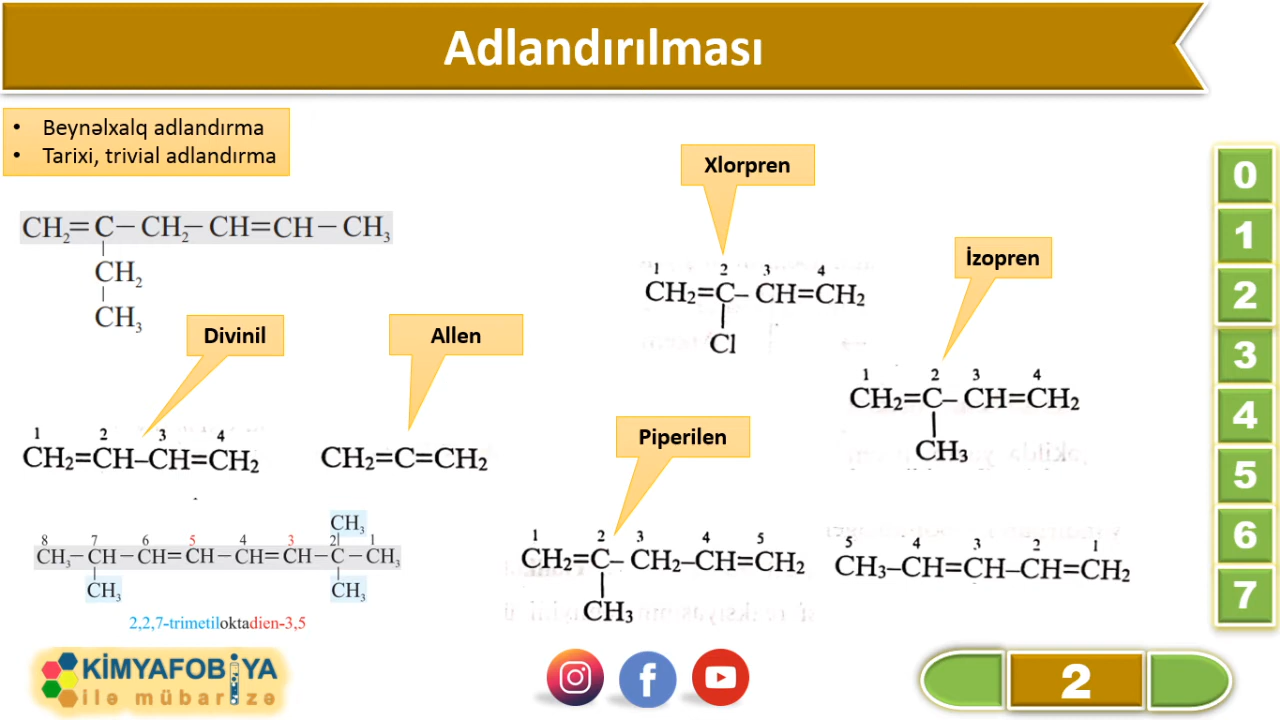 Adlandırılması
• Beynəlxalq adlandırma
• Tarixi, trivial adlandırma
CH₂=C–CH₂–CH=CH–CH₃
CH₂
CH₃
Divinil
1 2 3 4
CH₂=CH–CH=CH₂
Allen
CH₂=C=CH₂
Xlorpren
1 2 3 4
CH₂=C–CH=CH₂
Cl
İzopren
1 2 3 4
CH₂=C–CH=CH₂
CH₃
Piperilen
1 2 3 4 5
CH₂=C–CH₂–CH=CH₂
CH₃
5 4 3 2 1
CH₃–CH=CH–CH=CH₂
CH₃
8 7 6 5 4 3 2 1
CH₃–CH–CH=CH–CH=CH–C–CH₃
CH₃ CH₃
2,2,7-trimetiloktadien-3,5
0
1
2
3
4
5
6
7
KİMYAFOBİYA
ilə mübarizə
2